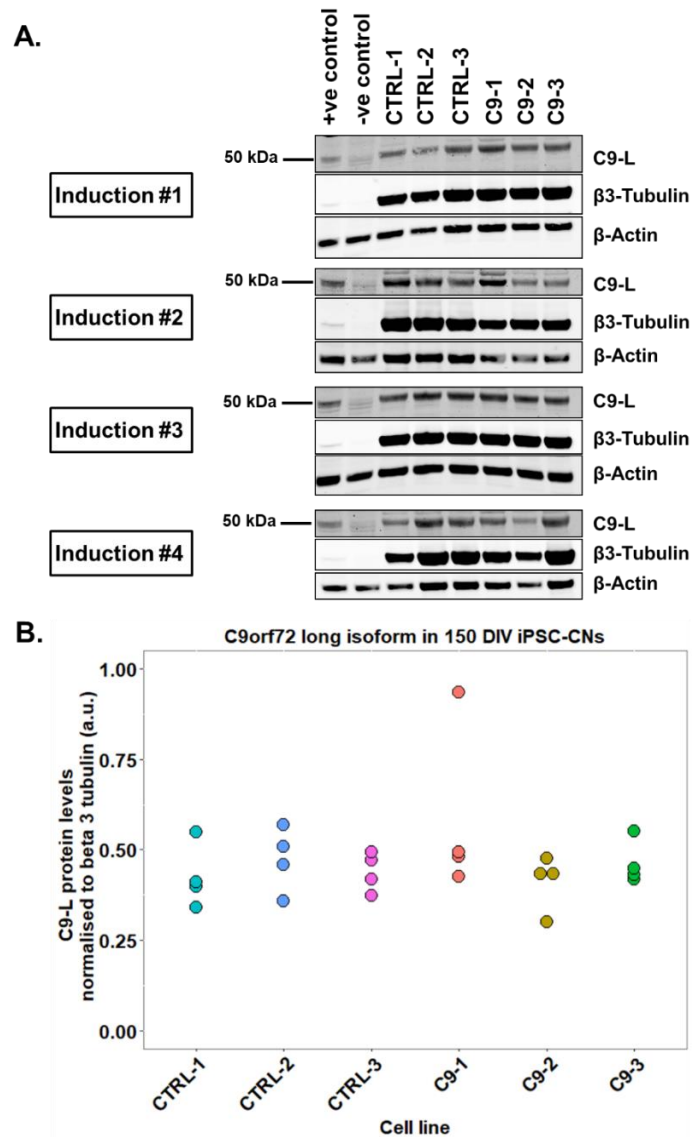 A.
+ve control
-ve control
CTRL-1
CTRL-2
CTRL-3
C9-1
C9-2
C9-3
Induction #1
50 kDa
C9-L
β3-Tubulin
β-Actin
Induction #2
50 kDa
C9-L
β3-Tubulin
β-Actin
Induction #3
50 kDa
C9-L
β3-Tubulin
β-Actin
Induction #4
50 kDa
C9-L
β3-Tubulin
β-Actin
B.
C9orf72 long isoform in 150 DIV iPSC-CNs
C9-L protein levels
normalised to beta 3 tubulin (a.u.)
1.00
0.75
0.50
0.25
0.00
CTRL-1
CTRL-2
CTRL-3
C9-1
C9-2
C9-3
Cell line